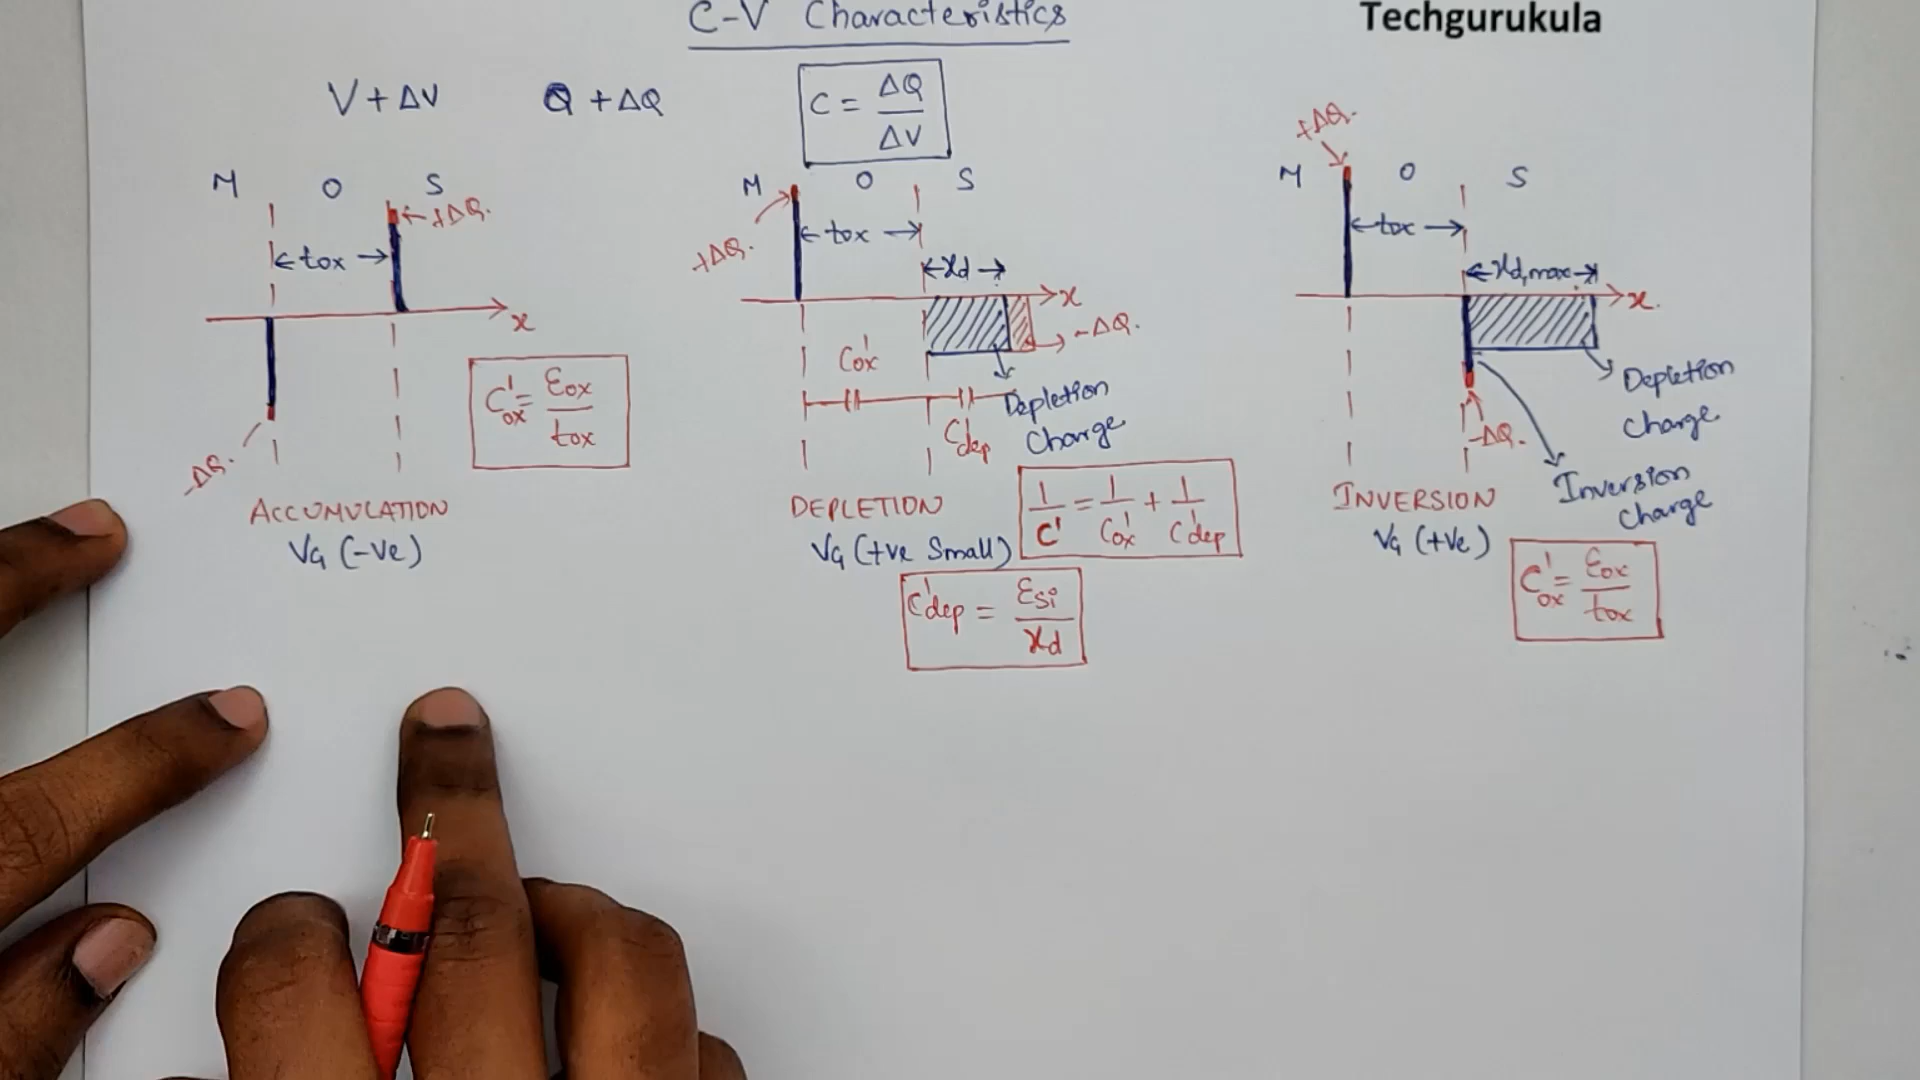 C-V Characteristics
Techgurukula
V + ΔV
Q + ΔQ
C = ΔQ / ΔV
M O S
←+ΔQ.
←tox→
x
-ΔQ.
C'ox = Εox / tox
ACCUMULATION
VG (-Ve)
M O S
+ΔQ.
←tox→
←xd→
x
-ΔQ.
C'ox
C'dep
Depletion
Charge
DEPLETION
VG (+ve Small)
1/C' = 1/C'ox + 1/C'dep
C'dep = Εsi / xd
+ΔQ.
M O S
←tox→
←xd,max→
x.
-ΔQ.
Depletion
Charge
Inversion
Charge
INVERSION
VG (+Ve)
C'ox = Εox / tox